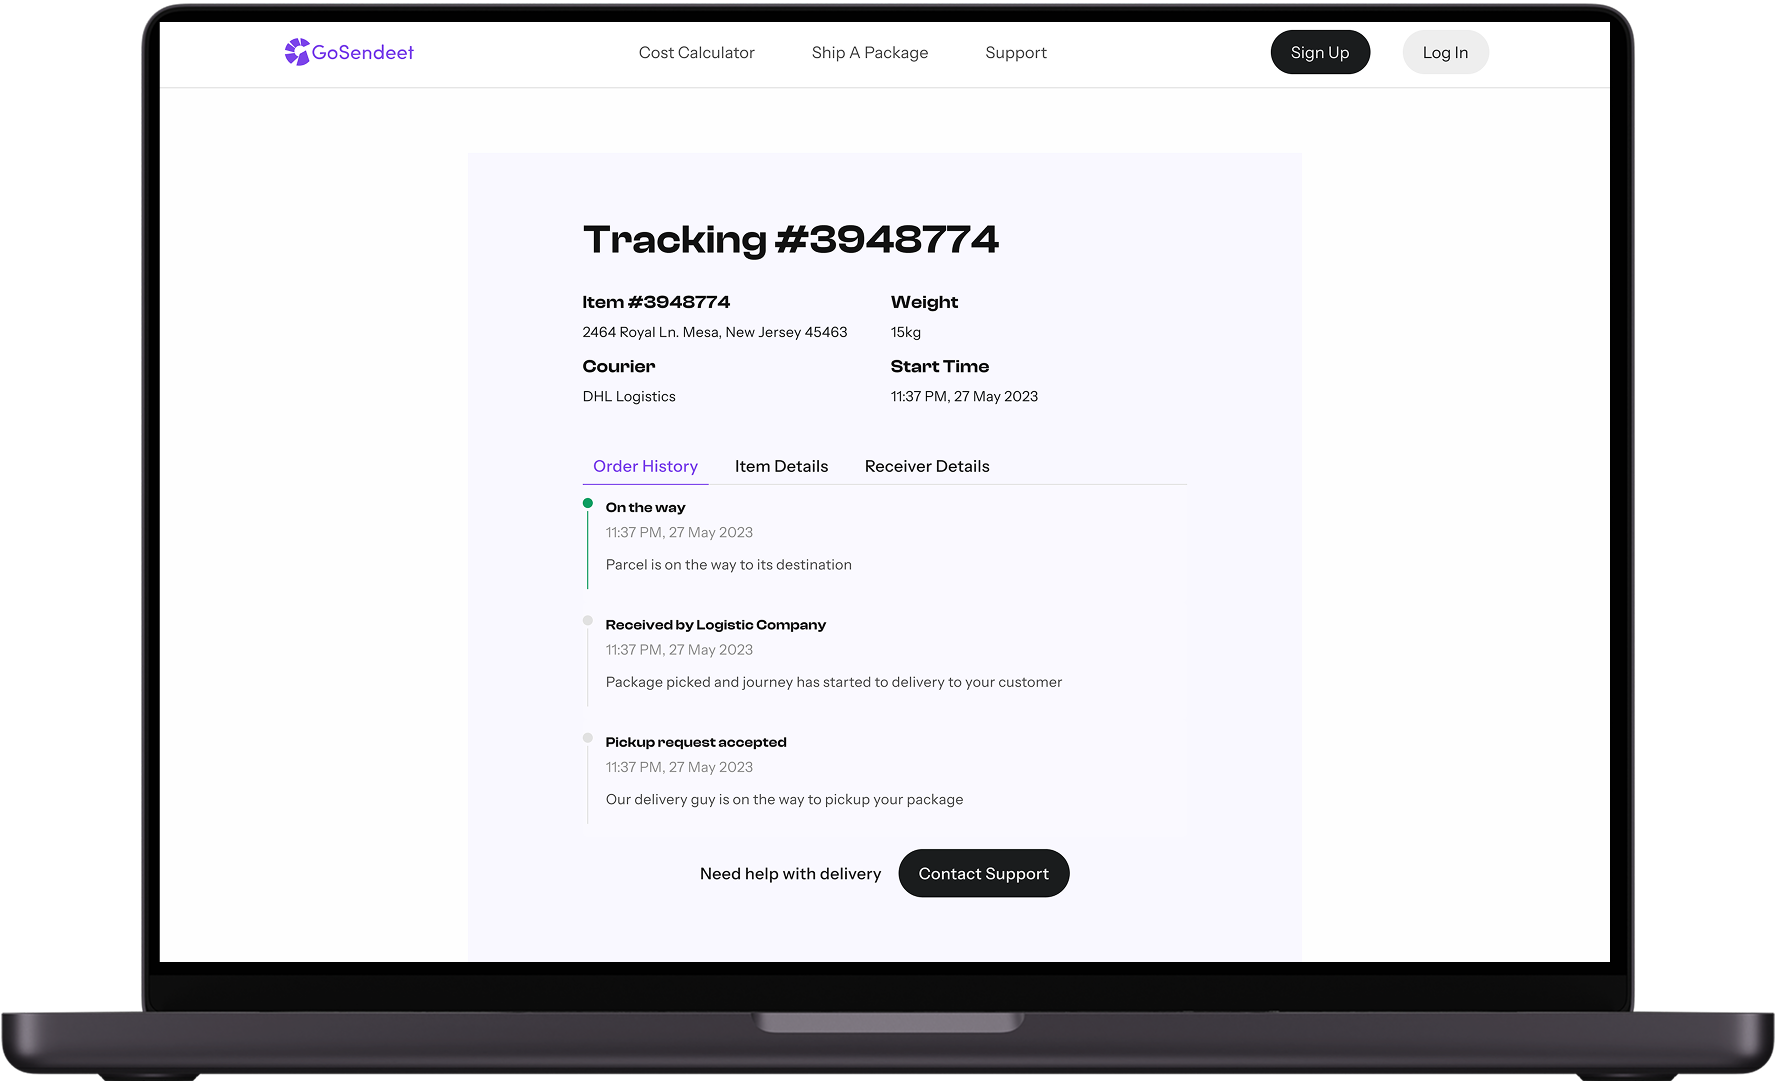 GoSendeet
Cost Calculator
Ship A Package
Support
Sign Up
Log In
Tracking #3948774
Item #3948774
2464 Royal Ln. Mesa, New Jersey 45463
Weight
15kg
Courier
DHL Logistics
Start Time
11:37 PM, 27 May 2023
Order History
Item Details
Receiver Details
On the way
11:37 PM, 27 May 2023
Parcel is on the way to its destination
Received by Logistic Company
11:37 PM, 27 May 2023
Package picked and journey has started to delivery to your customer
Pickup request accepted
11:37 PM, 27 May 2023
Our delivery guy is on the way to pickup your package
Need help with delivery
Contact Support